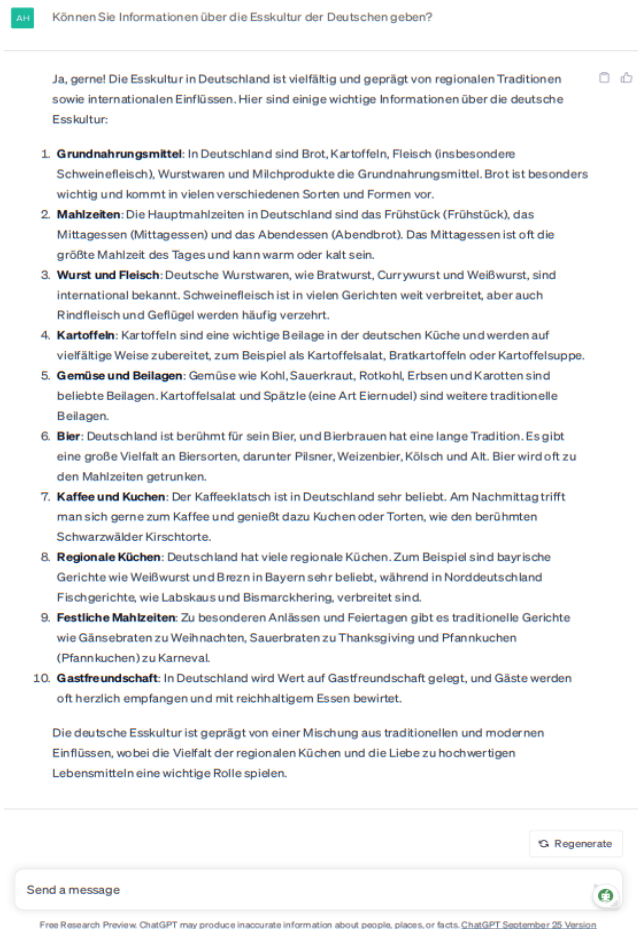 AH Können Sie Informationen über die Esskultur der Deutschen geben?
Ja, gerne! Die Esskultur in Deutschland ist vielfältig und geprägt von regionalen Traditionen
sowie internationalen Einflüssen. Hier sind einige wichtige Informationen über die deutsche
Esskultur:
1. Grundnahrungsmittel: In Deutschland sind Brot, Kartoffeln, Fleisch (insbesondere
Schweinefleisch), Wurstwaren und Milchprodukte die Grundnahrungsmittel. Brot ist besonders
wichtig und kommt in vielen verschiedenen Sorten und Formen vor.
2. Mahlzeiten: Die Hauptmahlzeiten in Deutschland sind das Frühstück (Frühstück), das
Mittagessen (Mittagessen) und das Abendessen (Abendbrot). Das Mittagessen ist oft die
größte Mahlzeit des Tages und kann warm oder kalt sein.
3. Wurst und Fleisch: Deutsche Wurstwaren, wie Bratwurst, Currywurst und Weißwurst, sind
international bekannt. Schweinefleisch ist in vielen Gerichten weit verbreitet, aber auch
Rindfleisch und Geflügel werden häufig verzehrt.
4. Kartoffeln: Kartoffeln sind eine wichtige Beilage in der deutschen Küche und werden auf
vielfältige Weise zubereitet, zum Beispiel als Kartoffelsalat, Bratkartoffeln oder Kartoffelsuppe.
5. Gemüse und Beilagen: Gemüse wie Kohl, Sauerkraut, Rotkohl, Erbsen und Karotten sind
beliebte Beilagen. Kartoffelsalat und Spätzle (eine Art Eiernudel) sind weitere traditionelle
Beilagen.
6. Bier: Deutschland ist berühmt für sein Bier, und Bierbrauen hat eine lange Tradition. Es gibt
eine große Vielfalt an Biersorten, darunter Pilsner, Weizenbier, Kölsch und Alt. Bier wird oft zu
den Mahlzeiten getrunken.
7. Kaffee und Kuchen: Der Kaffeeklatsch ist in Deutschland sehr beliebt. Am Nachmittag trifft
man sich gerne zum Kaffee und genießt dazu Kuchen oder Torten, wie den berühmten
Schwarzwälder Kirschtorte.
8. Regionale Küchen: Deutschland hat viele regionale Küchen. Zum Beispiel sind bayrische
Gerichte wie Weißwurst und Brezn in Bayern sehr beliebt, während in Norddeutschland
Fischgerichte, wie Labskaus und Bismarckhering, verbreitet sind.
9. Festliche Mahlzeiten: Zu besonderen Anlässen und Feiertagen gibt es traditionelle Gerichte
wie Gänsebraten zu Weihnachten, Sauerbraten zu Thanksgiving und Pfannkuchen
(Pfannkuchen) zu Karneval.
10. Gastfreundschaft: In Deutschland wird Wert auf Gastfreundschaft gelegt, und Gäste werden
oft herzlich empfangen und mit reichhaltigem Essen bewirtet.
Die deutsche Esskultur ist geprägt von einer Mischung aus traditionellen und modernen
Einflüssen, wobei die Vielfalt der regionalen Küchen und die Liebe zu hochwertigen
Lebensmitteln eine wichtige Rolle spielen.
Regenerate
Send a message
Free Research Preview. ChatGPT may produce inaccurate information about people, places, or facts. ChatGPT September 25 Version